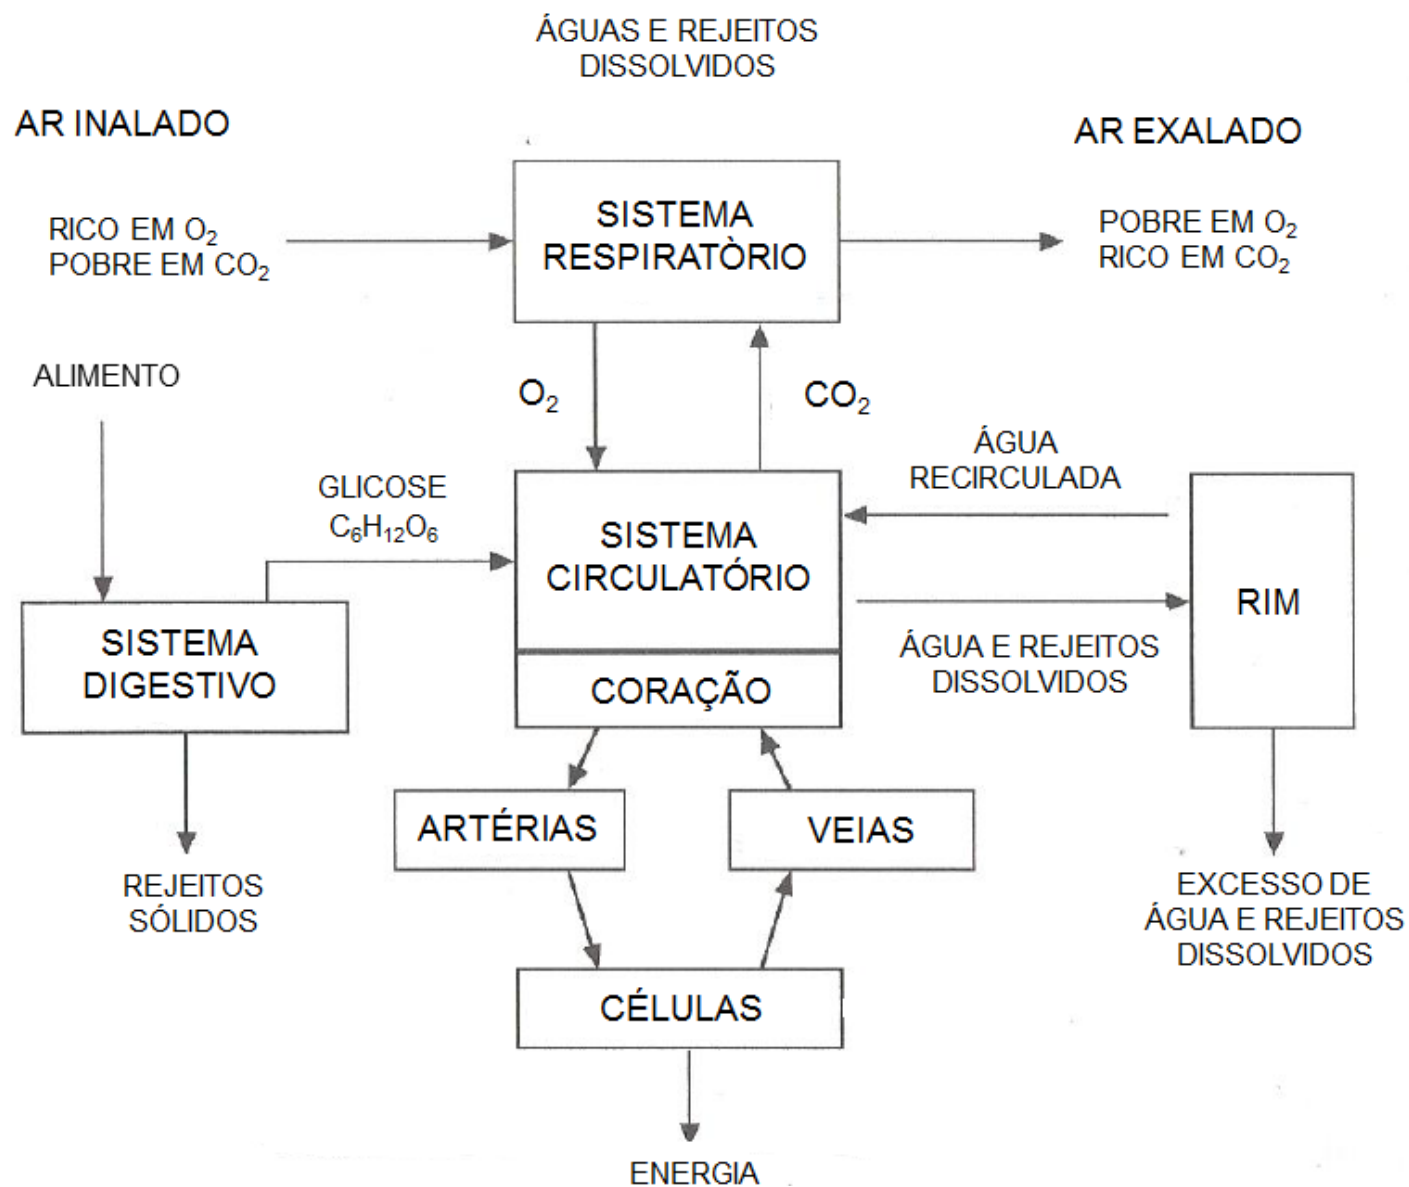 ÁGUAS E REJEITOS
DISSOLVIDOS
AR INALADO
AR EXALADO
RICO EM O₂
POBRE EM CO₂
SISTEMA
RESPIRATÒRIO
POBRE EM O₂
RICO EM CO₂
ALIMENTO
O₂
CO₂
ÁGUA
RECIRCULADA
GLICOSE
C₆H₁₂O₆
SISTEMA
CIRCULATÓRIO
RIM
SISTEMA
DIGESTIVO
ÁGUA E REJEITOS
DISSOLVIDOS
CORAÇÃO
ARTÉRIAS
VEIAS
REJEITOS
SÓLIDOS
EXCESSO DE
ÁGUA E REJEITOS
DISSOLVIDOS
CÉLULAS
ENERGIA